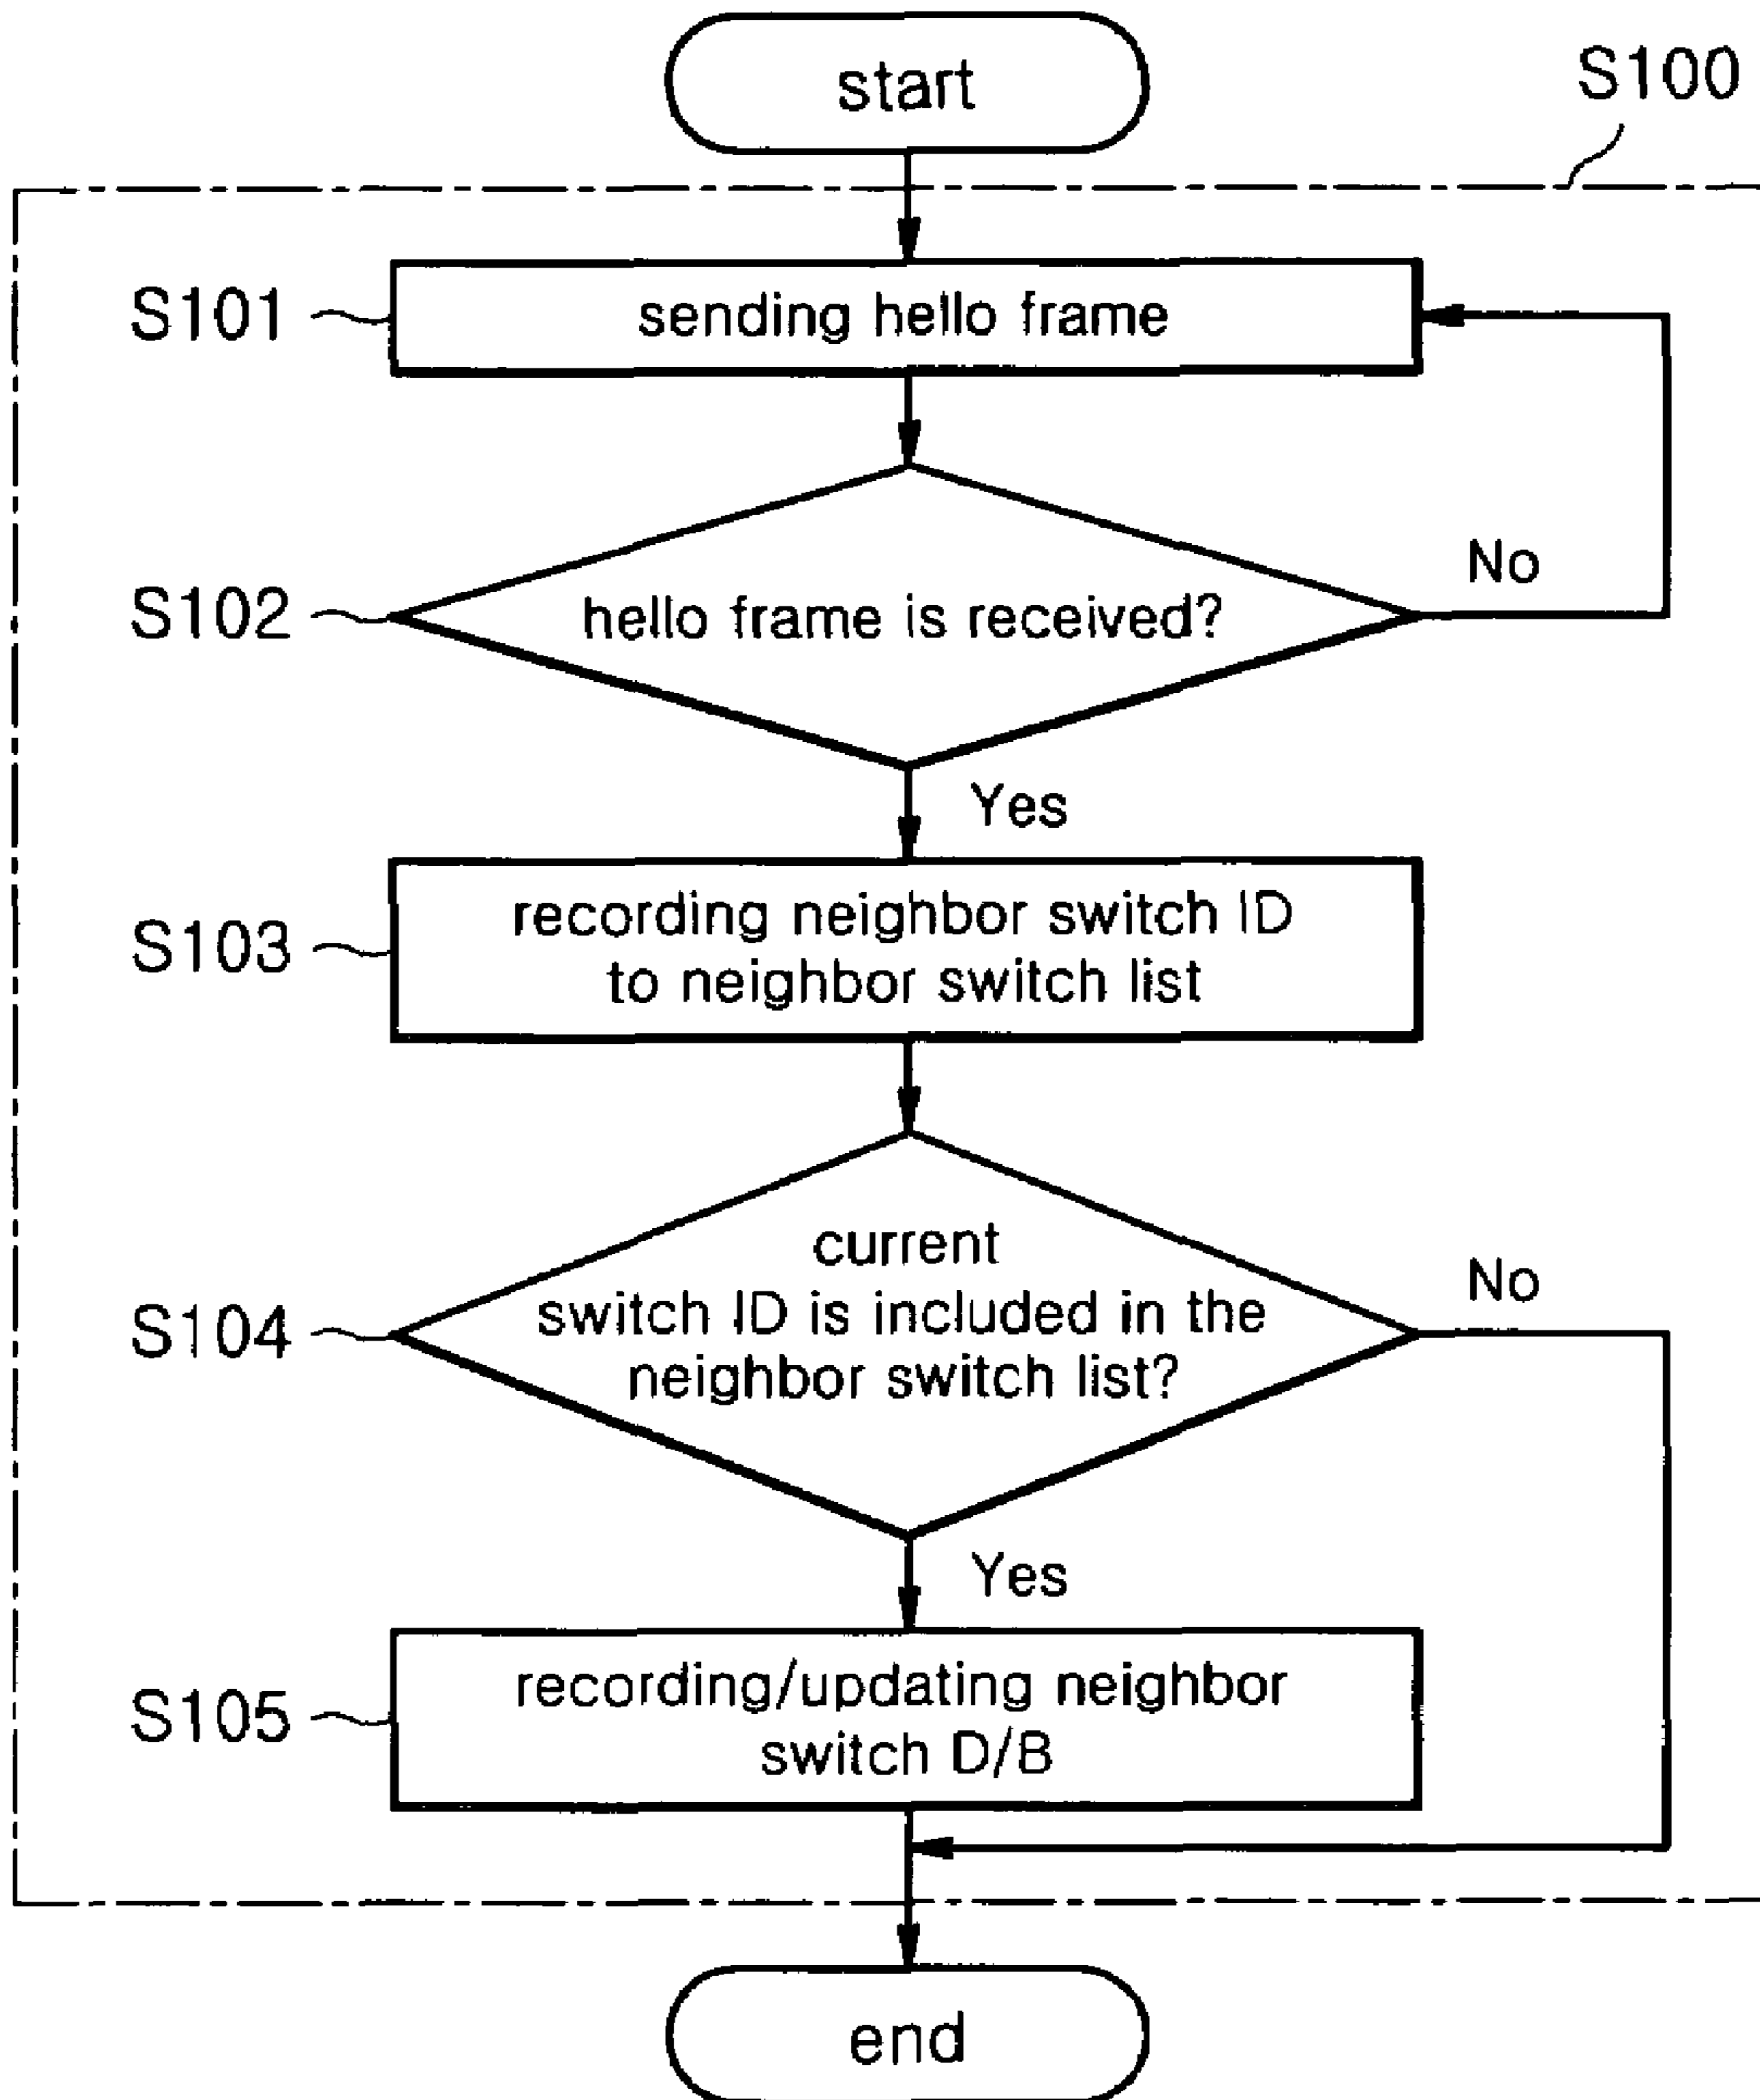 start
S100
S101
sending hello frame
S102
hello frame is received?
No
Yes
S103
recording neighbor switch ID
to neighbor switch list
S104
current
switch ID is included in the
neighbor switch list?
No
Yes
S105
recording/updating neighbor
switch D/B
end